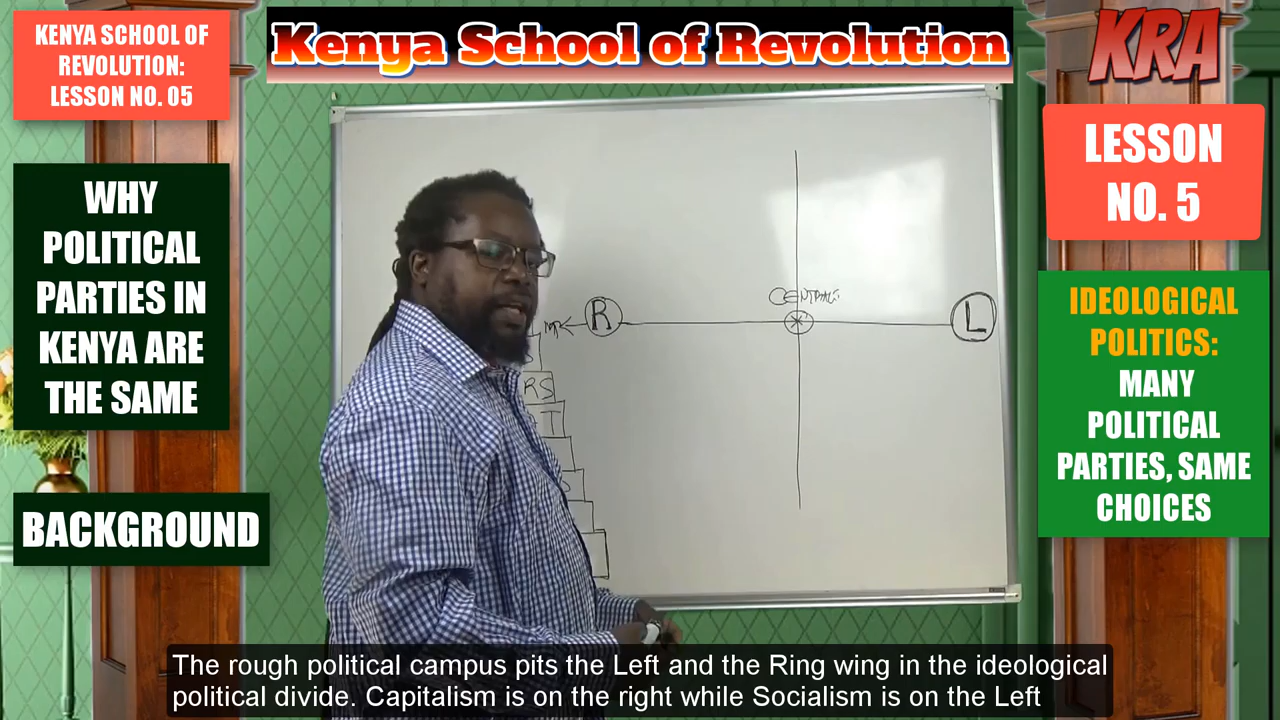 KENYA SCHOOL OF
REVOLUTION:
LESSON NO. 05
Kenya School of Revolution
KRA
LESSON
NO. 5
WHY
POLITICAL
PARTIES IN
KENYA ARE
THE SAME
IDEOLOGICAL
POLITICS:
MANY
POLITICAL
PARTIES, SAME
CHOICES
BACKGROUND
R
L
RS
T
S
The rough political campus pits the Left and the Ring wing in the ideological
political divide. Capitalism is on the right while Socialism is on the Left